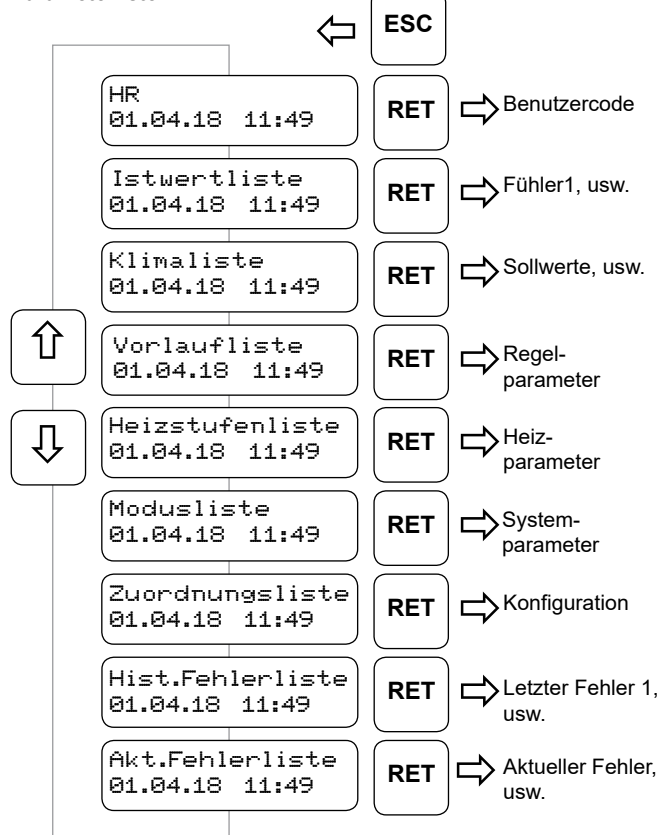 ESC
HR
01.04.18 11:49
RET
Benutzercode
Istwertliste
01.04.18 11:49
RET
Fühler1, usw.
Klimaliste
01.04.18 11:49
RET
Sollwerte, usw.
Vorlaufliste
01.04.18 11:49
RET
Regel-
parameter
Heizstufenliste
01.04.18 11:49
RET
Heiz-
parameter
Modusliste
01.04.18 11:49
RET
System-
parameter
Zuordnungsliste
01.04.18 11:49
RET
Konfiguration
Hist.Fehlerliste
01.04.18 11:49
RET
Letzter Fehler 1,
usw.
Akt.Fehlerliste
01.04.18 11:49
RET
Aktueller Fehler,
usw.